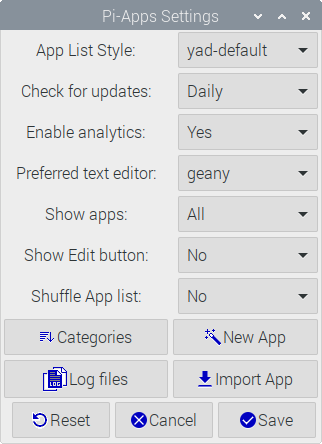 Pi-Apps Settings
App List Style: yad-default
Check for updates: Daily
Enable analytics: Yes
Preferred text editor: geany
Show apps: All
Show Edit button: No
Shuffle App list: No
Categories New App
LOG Log files Import App
Reset Cancel Save